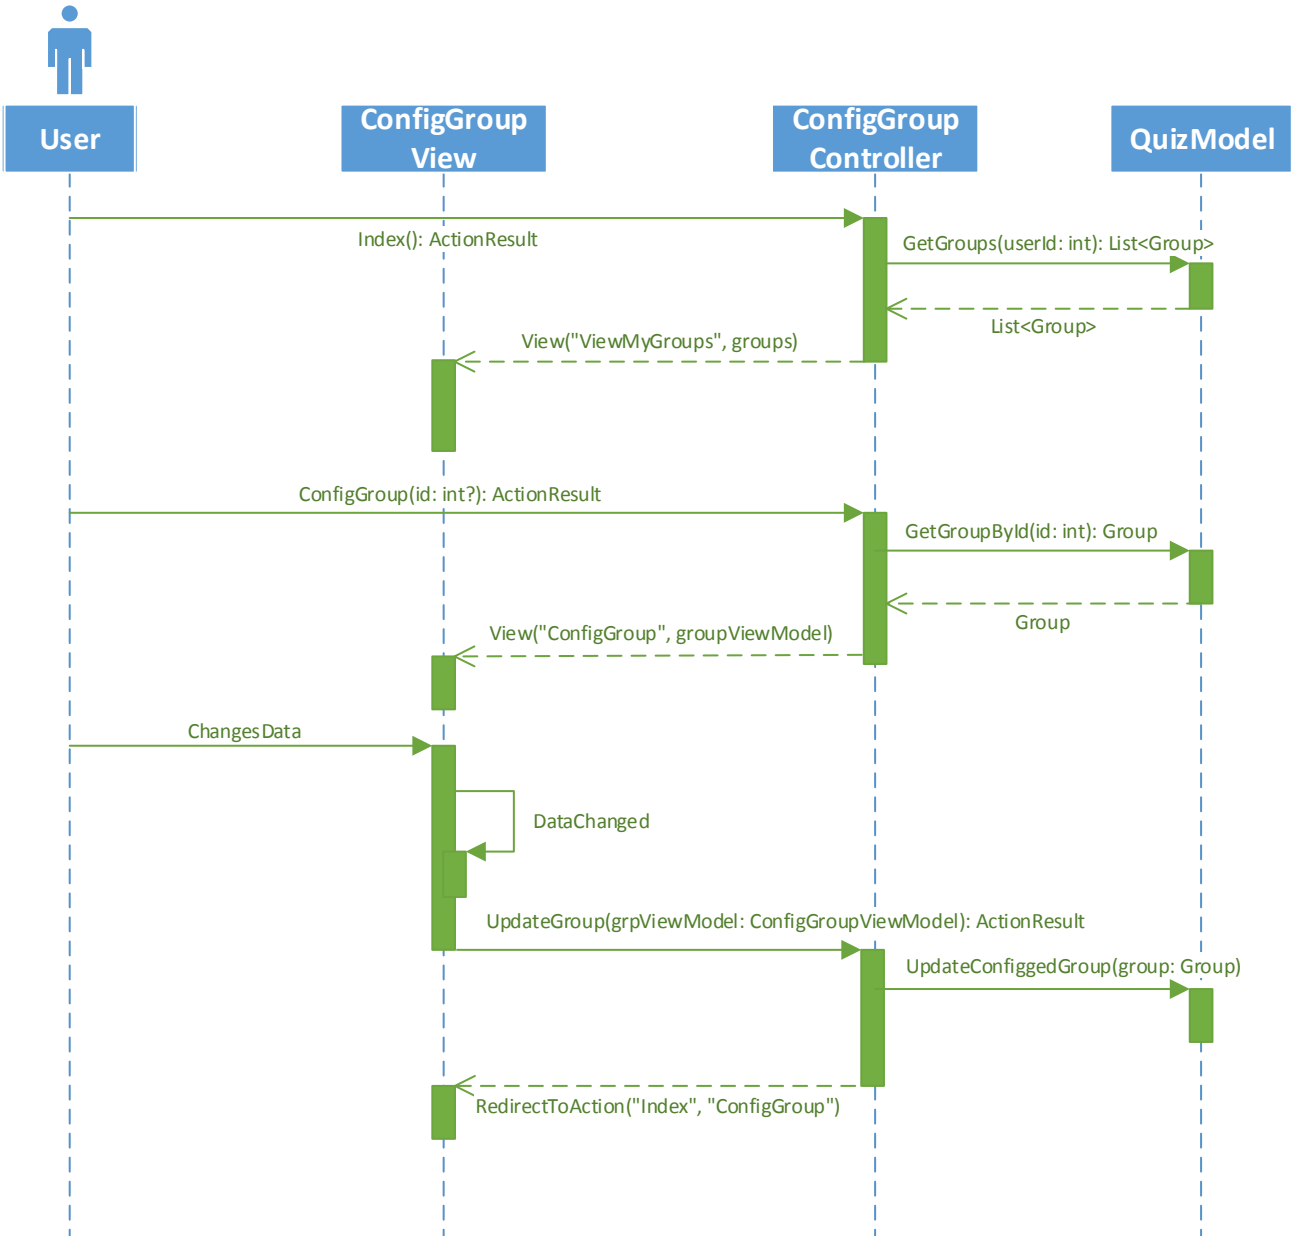 User
ConfigGroup
View
ConfigGroup
Controller
QuizModel
Index(): ActionResult
GetGroups(userId: int): List<Group>
List<Group>
View("ViewMyGroups", groups)
ConfigGroup(id: int?): ActionResult
GetGroupById(id: int): Group
Group
View("ConfigGroup", groupViewModel)
ChangesData
DataChanged
UpdateGroup(grpViewModel: ConfigGroupViewModel): ActionResult
UpdateConfiggedGroup(group: Group)
RedirectToAction("Index", "ConfigGroup")